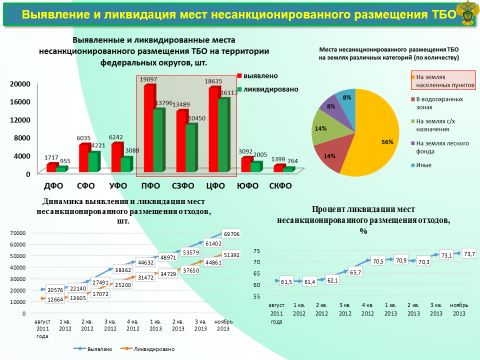 Выявление и ликвидация мест несанкционированного размещения ТБО
Выявленные и ликвидированные места
несанкционированного размещения ТБО на территории
федеральных округов, шт.
20000
16000
12000
8000
4000
0
1717
955
6035
4221
6242
3088
19097
13796
13489
10450
18635
16113
3092
2005
1399
764
ДФО
СФО
УФО
ПФО
СЗФО
ЦФО
ЮФО
СКФО
выявлено
ликвидировано
Места несанкционированного размещения ТБО
на землях различных категорий (по количеству)
56%
14%
14%
8%
8%
На землях
населенных пунктов
В водоохранных
зонах
На землях с/х
назначения
На землях лесного
фонда
Иные
Динамика выявления и ликвидации мест
несанкционированного размещения отходов,
шт.
70000
60000
50000
40000
30000
20000
10000
0
20576
22140
27491
38362
44632
48971
53579
61402
69706
12664
13605
17072
25200
31472
34729
37650
44861
51392
август
2011
года
1 кв.
2012
2 кв.
2012
3 кв.
2012
4 кв.
2012
1 кв.
2013
2 кв.
2013
3 кв.
2013
ноябрь
2013
Выявлено
Ликвидировано
Процент ликвидации мест
несанкционированного размещения отходов,
%
75
70
65
60
55
61,5
61,4
62,1
65,7
70,5
70,9
70,3
73,1
73,7
август
2011
года
1 кв.
2012
2 кв.
2012
3 кв.
2012
4 кв.
2012
1 кв.
2013
2 кв.
2013
3 кв.
2013
ноябрь
2013